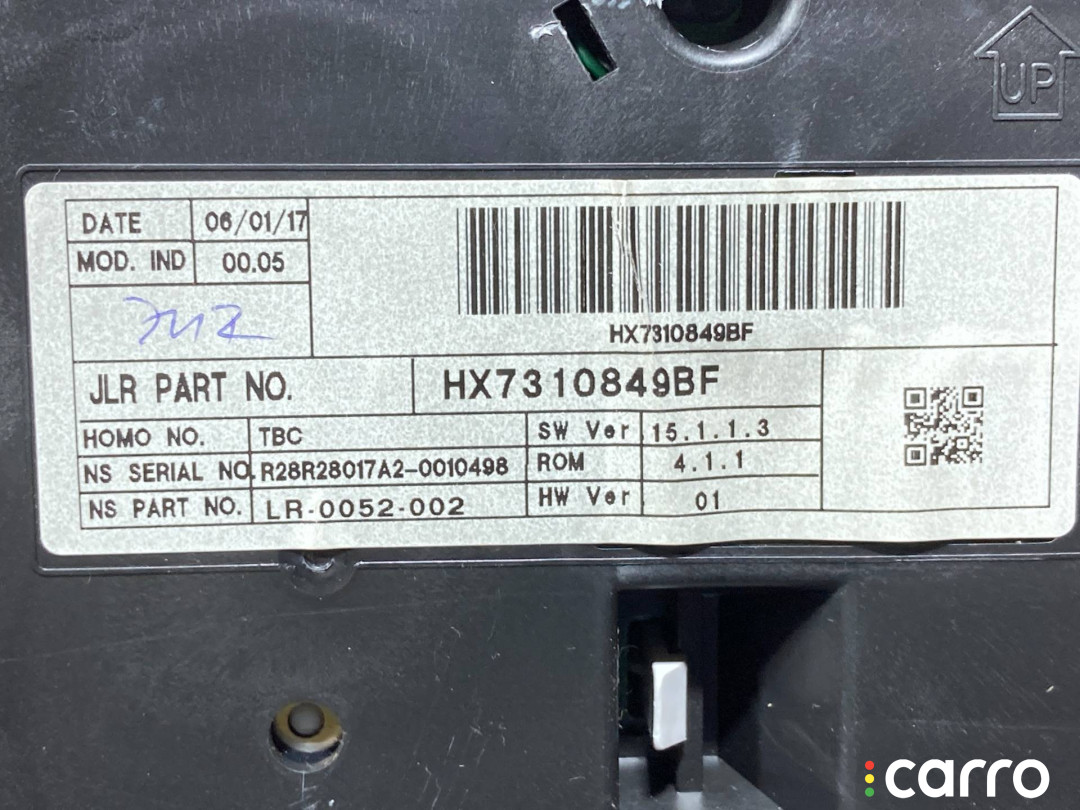 UP
DATE 06/01/17
MOD. IND 00.05
HX7310849BF
JLR PART NO. HX7310849BF
HOMO NO. TBC SW Ver 15.1.1.3
NS SERIAL NO. R28R28017A2-0010498 ROM 4.1.1
NS PART NO. LR-0052-002 HW Ver 01
carro